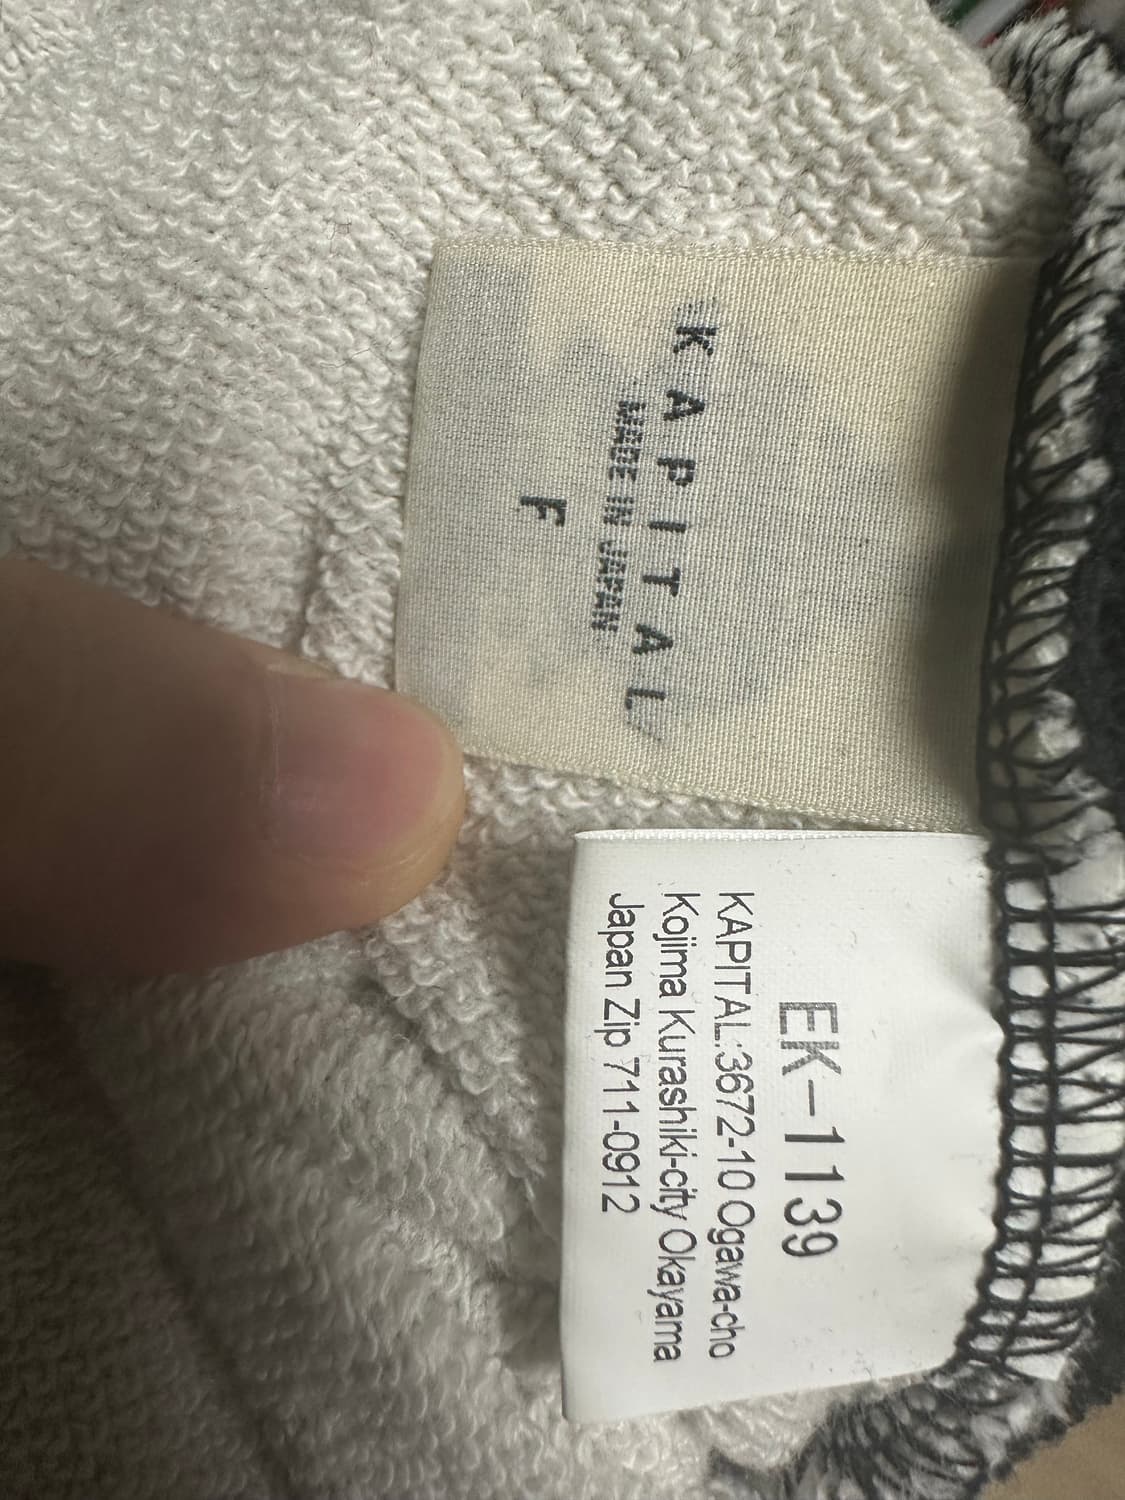 KAPITAL
MADE IN JAPAN
F
EK-1139
KAPITAL:3672-10 Ogawa-cho
Kojima Kurashiki-city Okayama
Japan Zip 711-0912